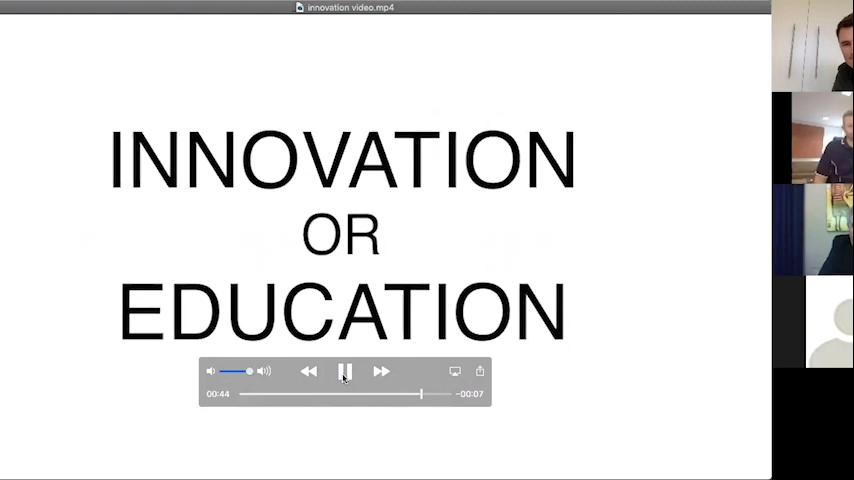 innovation video.mp4
INNOVATION
OR
EDUCATION
00:44
-00:07